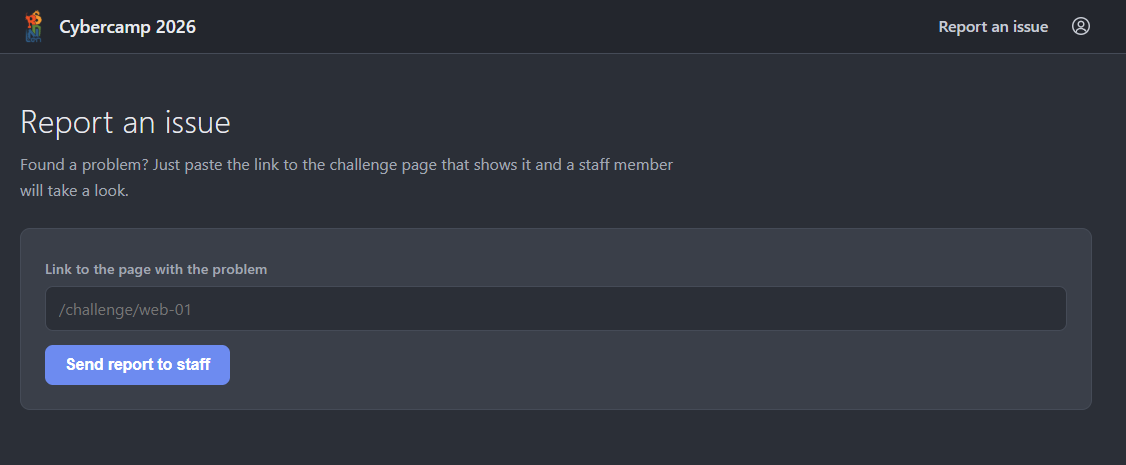 Cybercamp 2026
Report an issue
Report an issue
Found a problem? Just paste the link to the challenge page that shows it and a staff member
will take a look.
Link to the page with the problem
/challenge/web-01
Send report to staff